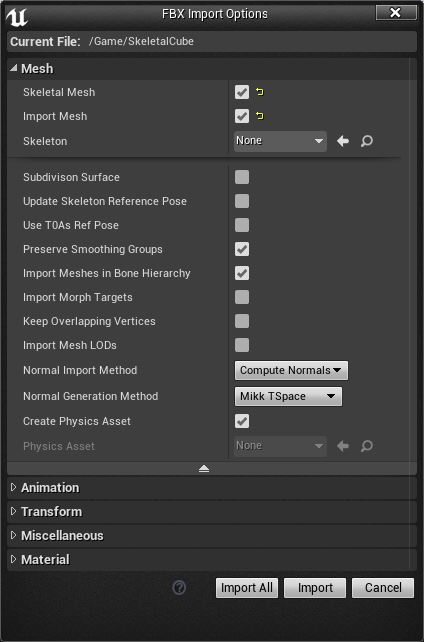 FBX Import Options
Current File: /Game/SkeletalCube
Mesh
Skeletal Mesh
Import Mesh
Skeleton None
Subdivison Surface
Update Skeleton Reference Pose
Use T0As Ref Pose
Preserve Smoothing Groups
Import Meshes in Bone Hierarchy
Import Morph Targets
Keep Overlapping Vertices
Import Mesh LODs
Normal Import Method Compute Normals
Normal Generation Method Mikk TSpace
Create Physics Asset
Physics Asset None
Animation
Transform
Miscellaneous
Material
? Import All Import Cancel